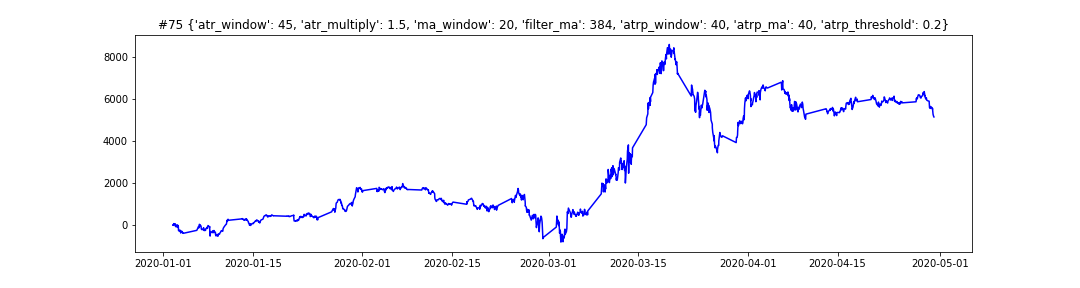 #75 {'atr_window': 45, 'atr_multiply': 1.5, 'ma_window': 20, 'filter_ma': 384, 'atrp_window': 40, 'atrp_ma': 40, 'atrp_threshold': 0.2}
8000
6000
4000
2000
0
2020-01-01 2020-01-15 2020-02-01 2020-02-15 2020-03-01 2020-03-15 2020-04-01 2020-04-15 2020-05-01